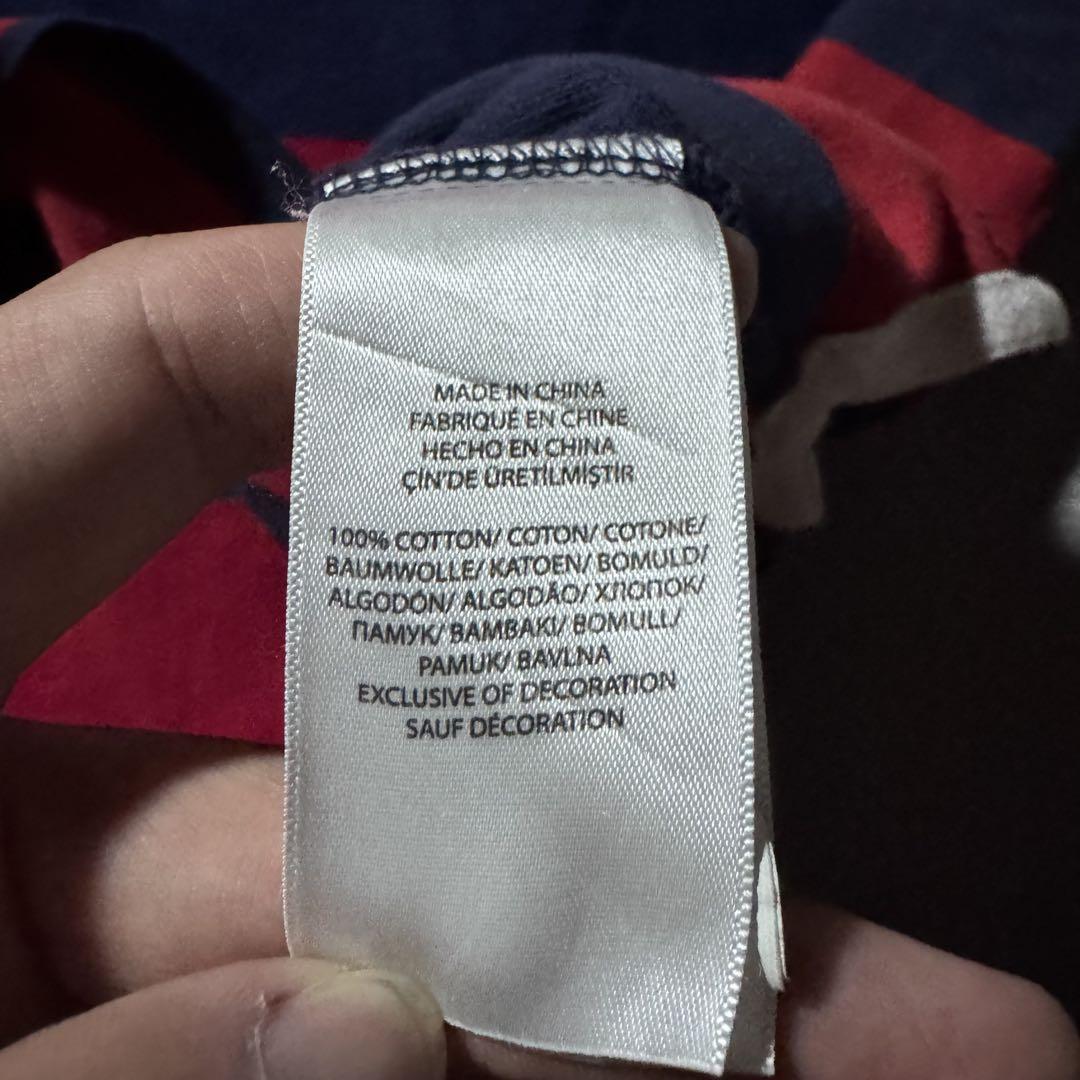 MADE IN CHINA
FABRIQUÉ EN CHINE
HECHO EN CHINA
ÇİN'DE ÜRETİLMİŞTİR
100% COTTON/ COTON/ COTONE/
BAUMWOLLE/ KATOEN/ BOMULD/
ALGODÓN/ ALGODÃO/ ХЛОПОК/
ПАМУК/ BAMBAKI/ BOMULL/
PAMUK/ BAVLNA
EXCLUSIVE OF DECORATION
SAUF DÉCORATION